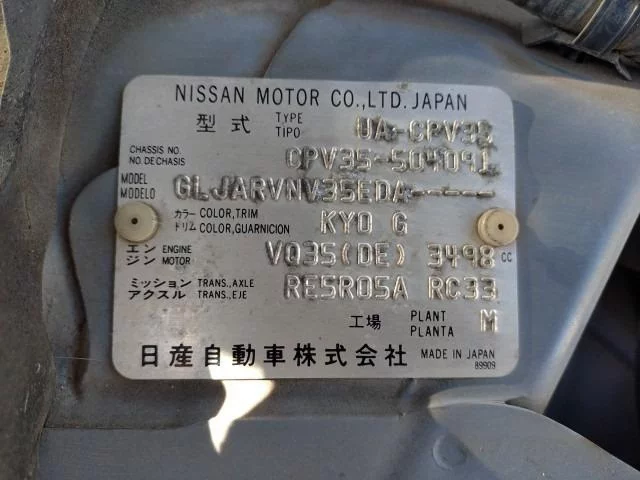 NISSAN MOTOR CO.,LTD. JAPAN
型式 TYPE TIPO UA-CPV35
CHASSIS NO. NO. DE CHASIS CPV35-504091
MODEL MODELO GLJARVNV35EDA-----
カラー COLOR,TRIM
トリム COLOR,GUARNICION KY0 G
エン ENGINE
ジン MOTOR VQ35(DE) 3498 CC
ミッション TRANS.,AXLE
アクスル TRANS.,EJE RE5R05A RC33
工場 PLANT PLANTA M
日産自動車株式会社 MADE IN JAPAN
89909